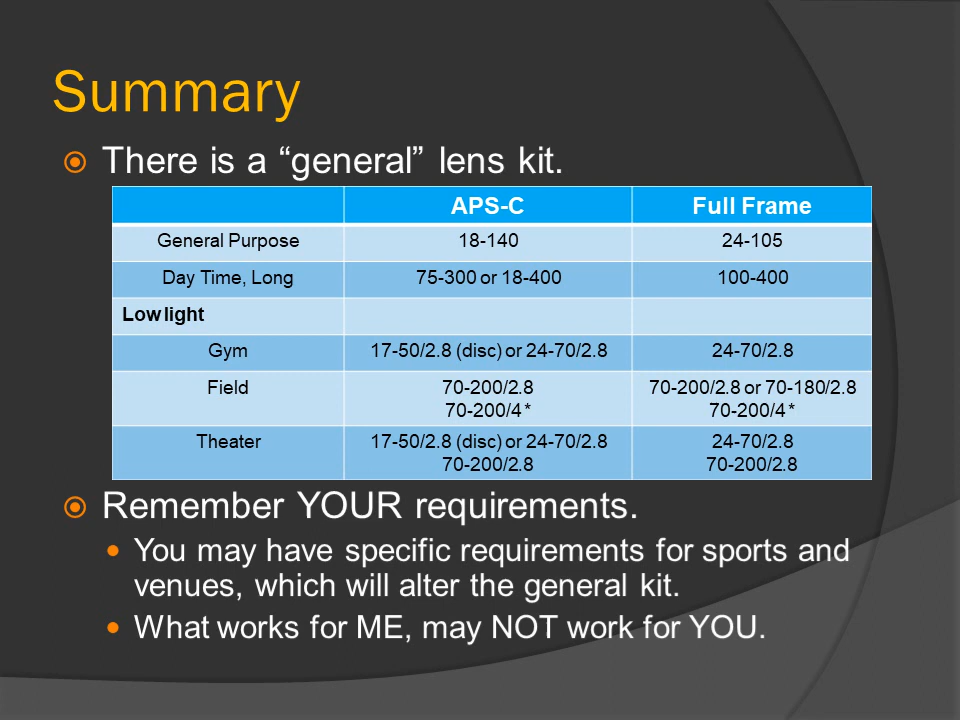 Summary
There is a “general” lens kit.
APS-C Full Frame
General Purpose 18-140 24-105
Day Time, Long 75-300 or 18-400 100-400
Low light
Gym 17-50/2.8 (disc) or 24-70/2.8 24-70/2.8
Field 70-200/2.8 70-200/2.8 or 70-180/2.8
70-200/4 * 70-200/4 *
Theater 17-50/2.8 (disc) or 24-70/2.8 24-70/2.8
70-200/2.8 70-200/2.8
Remember YOUR requirements.
You may have specific requirements for sports and
venues, which will alter the general kit.
What works for ME, may NOT work for YOU.